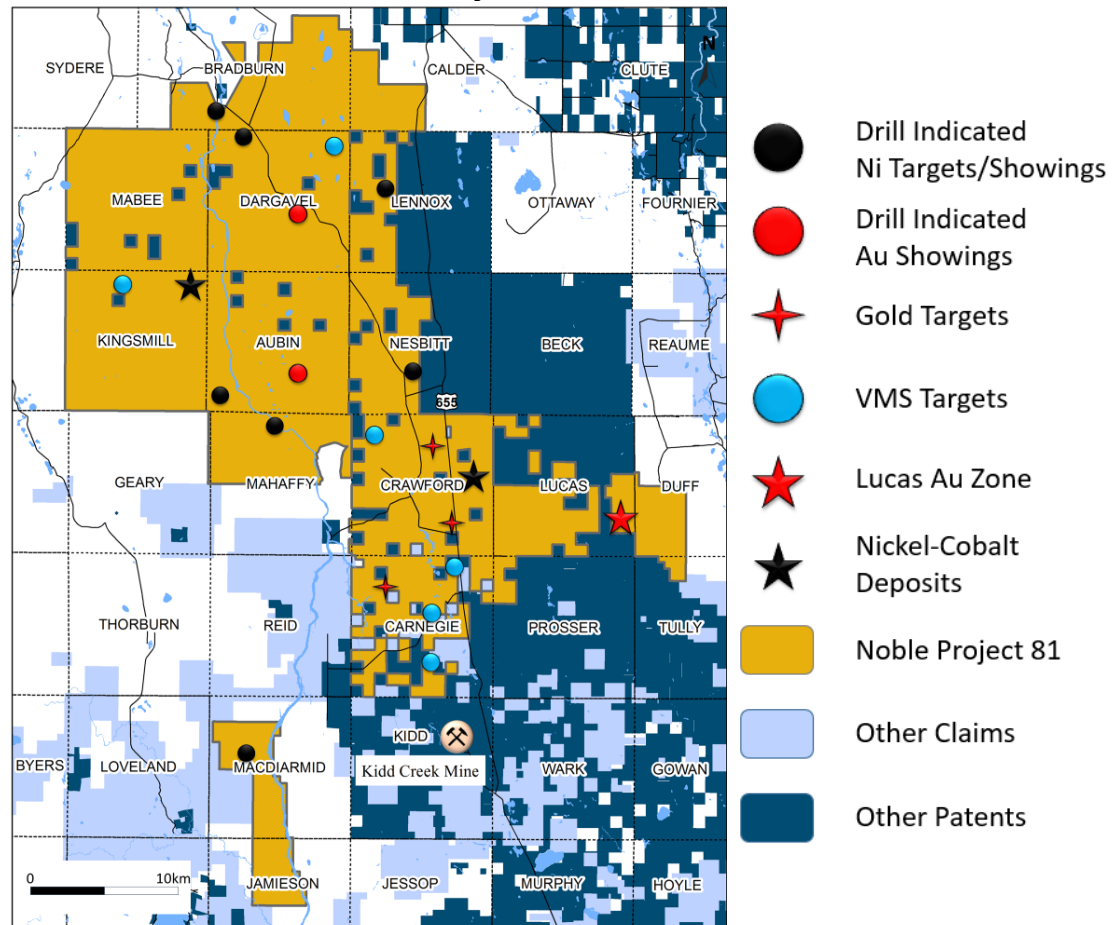 N
SYDERE
BRADBURN
CALDER
CLUTE
MABEE
DARGAVEL
LENNOX
OTTAWAY
FOURNIER
KINGSMILL
AUBIN
NESBITT
BECK
REAUME
655
GEARY
MAHAFFY
CRAWFORD
LUCAS
DUFF
THORBURN
REID
CARNEGIE
PROSSER
TULLY
BYERS
LOVELAND
MACDIARMID
KIDD
Kidd Creek Mine
WARK
GOWAN
0
10km
JAMIESON
JESSOP
MURPHY
HOYLE
Drill Indicated
Ni Targets/Showings
Drill Indicated
Au Showings
Gold Targets
VMS Targets
Lucas Au Zone
Nickel-Cobalt
Deposits
Noble Project 81
Other Claims
Other Patents